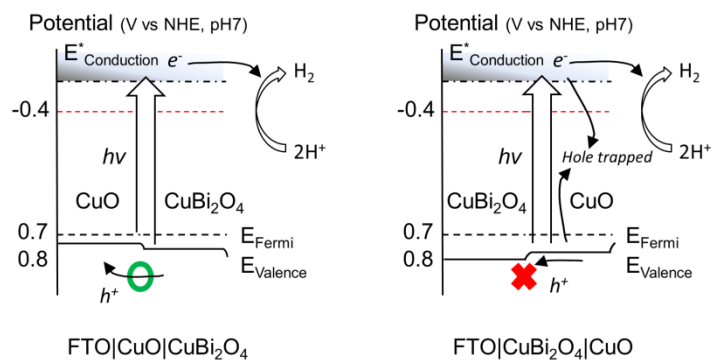 Potential (V vs NHE, pH7)
E*Conduction e-
H2
-0.4
hv
2H+
CuO
CuBi2O4
0.7
EFermi
0.8
EValence
h+
FTO|CuO|CuBi2O4
Potential (V vs NHE, pH7)
E*Conduction e-
H2
-0.4
hv
Hole trapped
2H+
CuBi2O4
CuO
0.7
EFermi
0.8
EValence
h+
FTO|CuBi2O4|CuO